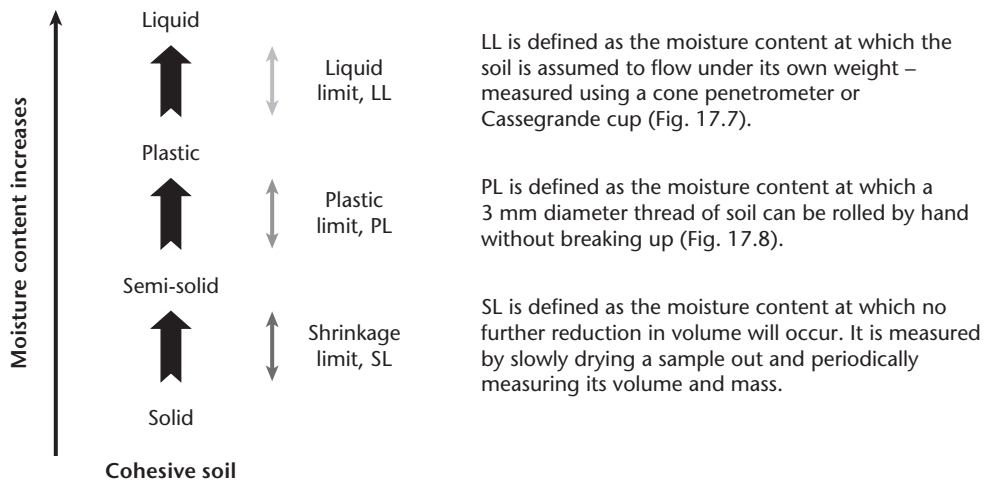 Moisture content increases
Liquid
Liquid
limit, LL
LL is defined as the moisture content at which the
soil is assumed to flow under its own weight –
measured using a cone penetrometer or
Cassegrande cup (Fig. 17.7).
Plastic
Plastic
limit, PL
PL is defined as the moisture content at which a
3 mm diameter thread of soil can be rolled by hand
without breaking up (Fig. 17.8).
Semi-solid
Shrinkage
limit, SL
SL is defined as the moisture content at which no
further reduction in volume will occur. It is measured
by slowly drying a sample out and periodically
measuring its volume and mass.
Solid
Cohesive soil